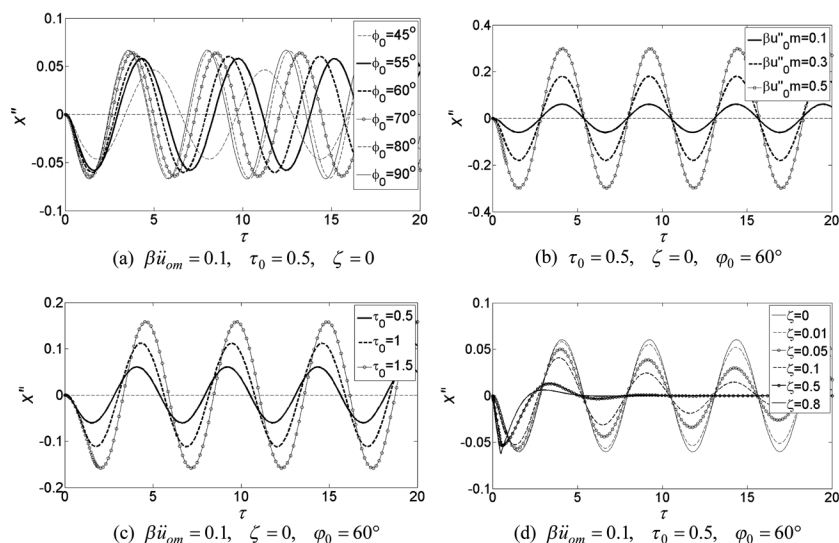 0.1
0.05
0
-0.05
-0.1
χ"
0 5 10 15 20
τ
ϕ₀=45°
ϕ₀=55°
ϕ₀=60°
ϕ₀=70°
ϕ₀=80°
ϕ₀=90°
(a) βü_om = 0.1, τ₀ = 0.5, ζ = 0
0.4
0.2
0
-0.2
-0.4
χ"
0 5 10 15 20
τ
βu"₀m=0.1
βu"₀m=0.3
βu"₀m=0.5
(b) τ₀ = 0.5, ζ = 0, φ₀ = 60°
0.2
0.1
0
-0.1
-0.2
χ"
0 5 10 15 20
τ
τ₀=0.5
τ₀=1
τ₀=1.5
(c) βü_om = 0.1, ζ = 0, φ₀ = 60°
0.1
0.05
0
-0.05
-0.1
χ"
0 5 10 15 20
τ
ζ=0
ζ=0.01
ζ=0.05
ζ=0.1
ζ=0.5
ζ=0.8
(d) βü_om = 0.1, τ₀ = 0.5, φ₀ = 60°